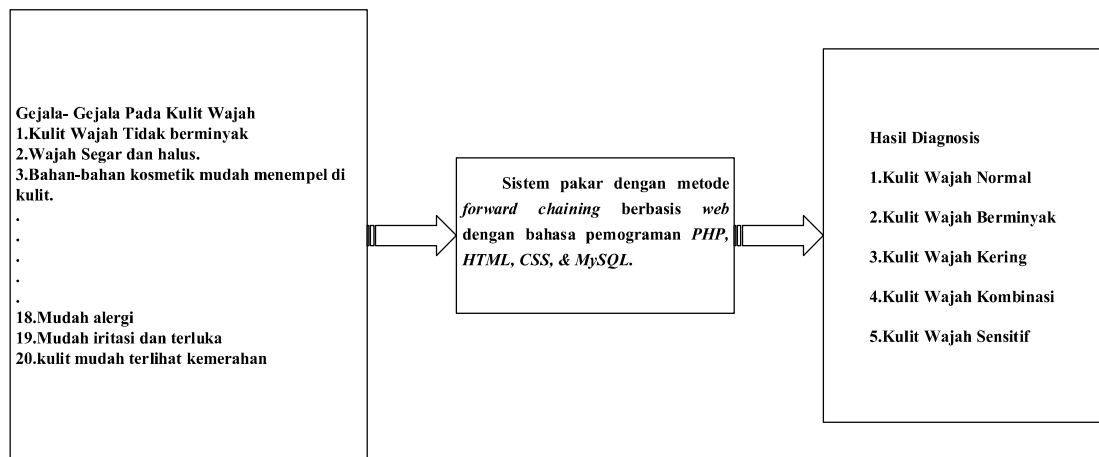 Gejala- Gejala Pada Kulit Wajah
1.Kulit Wajah Tidak berminyak
2.Wajah Segar dan halus.
3.Bahan-bahan kosmetik mudah menempel di
kulit.
.
.
.
.
.
18.Mudah alergi
19.Mudah iritasi dan terluka
20.kulit mudah terlihat kemerahan
Sistem pakar dengan metode
forward chaining berbasis web
dengan bahasa pemograman PHP,
HTML, CSS, & MySQL.
Hasil Diagnosis
1.Kulit Wajah Normal
2.Kulit Wajah Berminyak
3.Kulit Wajah Kering
4.Kulit Wajah Kombinasi
5.Kulit Wajah Sensitif